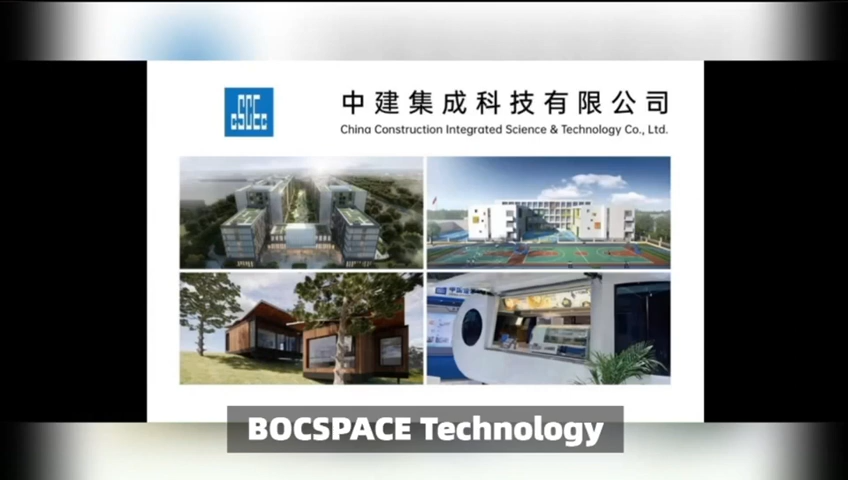 CSCEC
中建集成科技有限公司
China Construction Integrated Science & Technology Co., Ltd.
BOCSPACE Technology